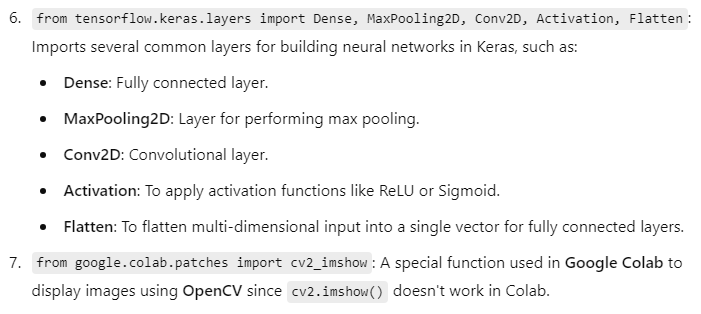 6. from tensorflow.keras.layers import Dense, MaxPooling2D, Conv2D, Activation, Flatten:
Imports several common layers for building neural networks in Keras, such as:
• Dense: Fully connected layer.
• MaxPooling2D: Layer for performing max pooling.
• Conv2D: Convolutional layer.
• Activation: To apply activation functions like ReLU or Sigmoid.
• Flatten: To flatten multi-dimensional input into a single vector for fully connected layers.
7. from google.colab.patches import cv2_imshow: A special function used in Google Colab to
display images using OpenCV since cv2.imshow() doesn't work in Colab.